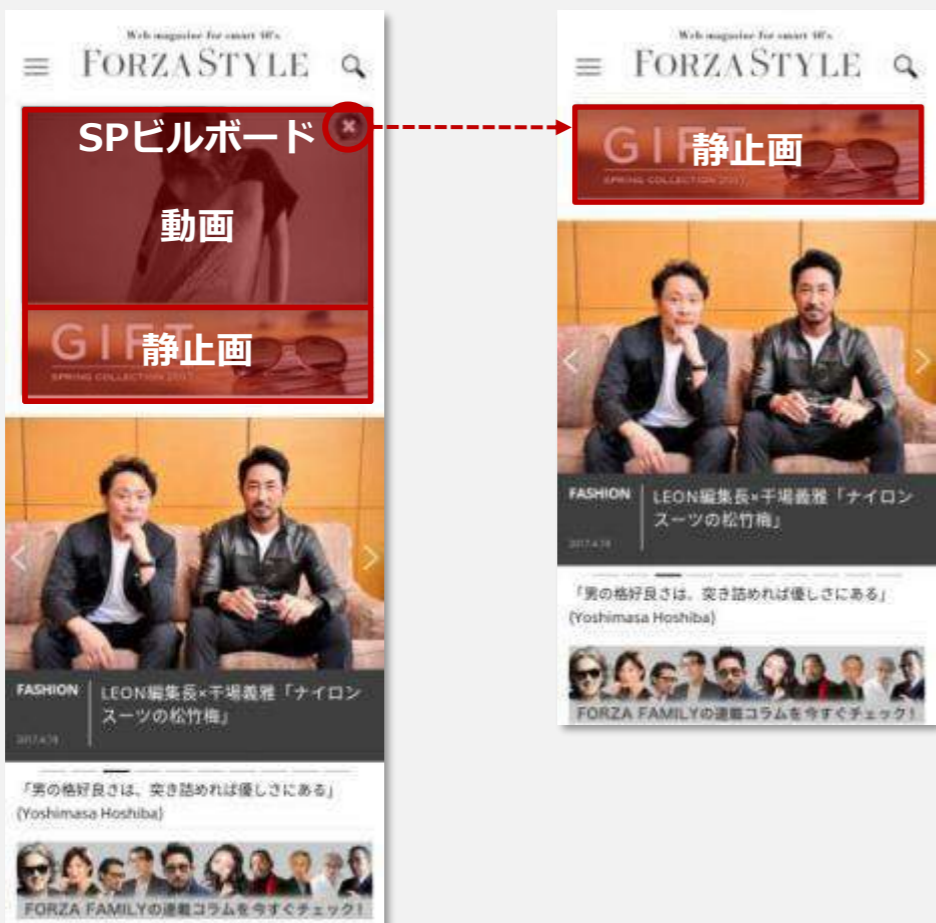 Web magazine for smart 40's
FORZA STYLE
SPビルボード
動画
GIFT
静止画
SPRING COLLECTION 2017
FASHION
LEON編集長×干場義雅「ナイロン
スーツの松竹梅」
2017.4.19
「男の格好良さは、突き詰めれば優しさにある」
(Yoshimasa Hoshiba)
FORZA FAMILYの連載コラムを今すぐチェック!
Web magazine for smart 40's
FORZA STYLE
GIFT
静止画
SPRING COLLECTION 2017
FASHION
LEON編集長×干場義雅「ナイロン
スーツの松竹梅」
2017.4.19
「男の格好良さは、突き詰めれば優しさにある」
(Yoshimasa Hoshiba)
FORZA FAMILYの連載コラムを今すぐチェック!